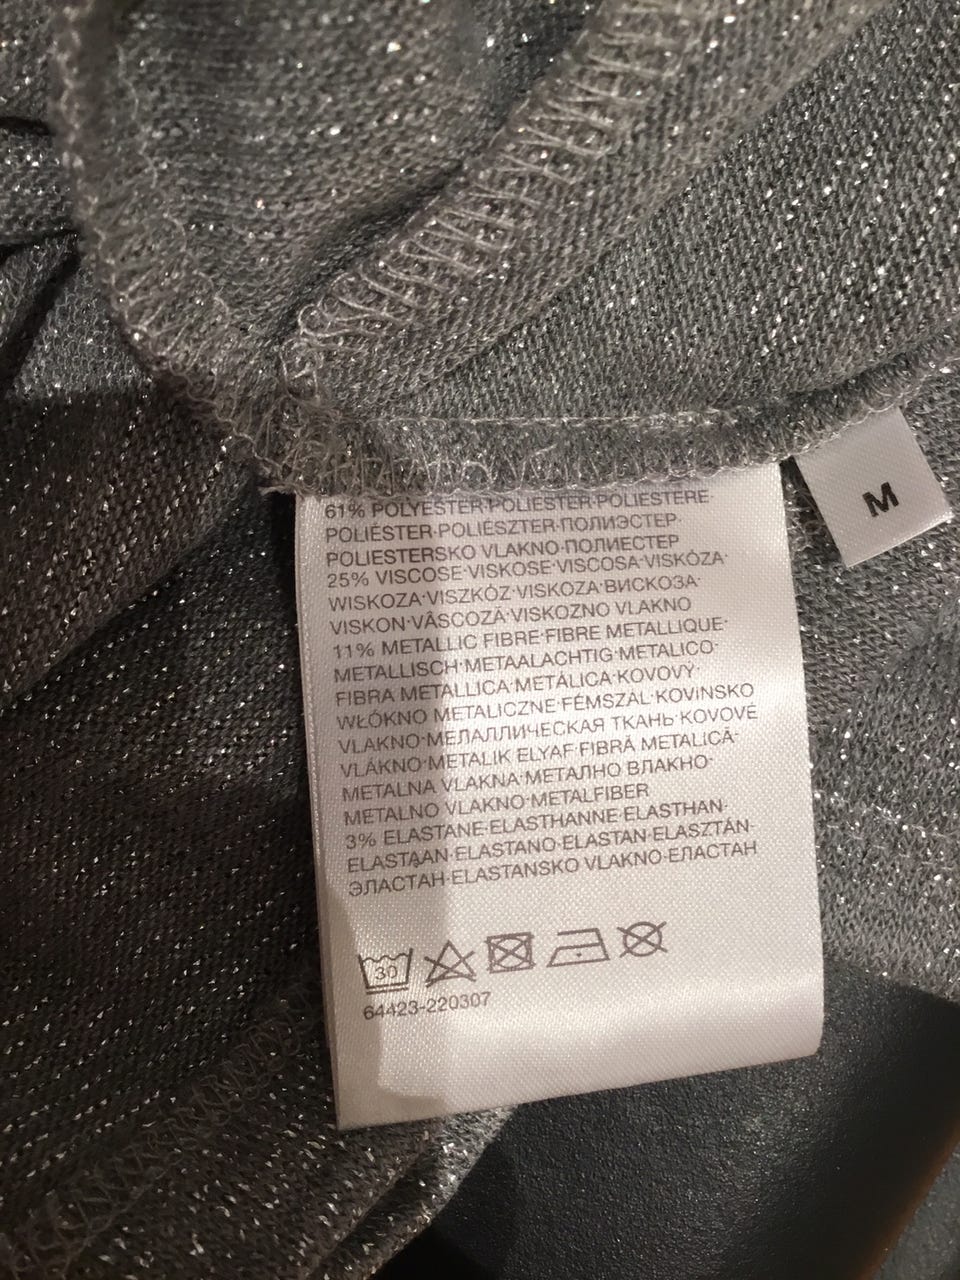 61% POLYESTER·POLIESTER·POLIESTERE·
POLIÉSTER·POLIÉSZTER·ПОЛИЭСТЕР·
POLIESTERSKO VLAKNO·ПОЛИЕСТЕР
25% VISCOSE·VISKOSE·VISCOSA·VISKÓZA·
WISKOZA·VISZKÓZ·VISKOZA·ВИСКОЗА·
VISKON·VÂSCOZĂ·VISKOZNO VLAKNO
11% METALLIC FIBRE·FIBRE METALLIQUE·
METALLISCH·METAALACHTIG·METALICO·
FIBRA METALLICA·METÁLICA·KOVOVÝ
WŁÓKNO METALICZNE·FÉMSZÁL·KOVINSKO
VLAKNO·МЕЛАЛЛИЧЕСКАЯ ТКАНЬ·KOVOVÉ
VLÁKNO·METALIK ELYAF·FIBRĂ METALICĂ·
METALNA VLAKNA·МЕТАЛНО ВЛАКНО·
METALNO VLAKNO·METALFIBER
3% ELASTANE·ELASTHANNE·ELASTHAN·
ELASTAAN·ELASTANO·ELASTAN·ELASZTÁN·
ЭЛАСТАН·ELASTANSKO VLAKNO·ЕЛАСТАН
30
64423-220307
M